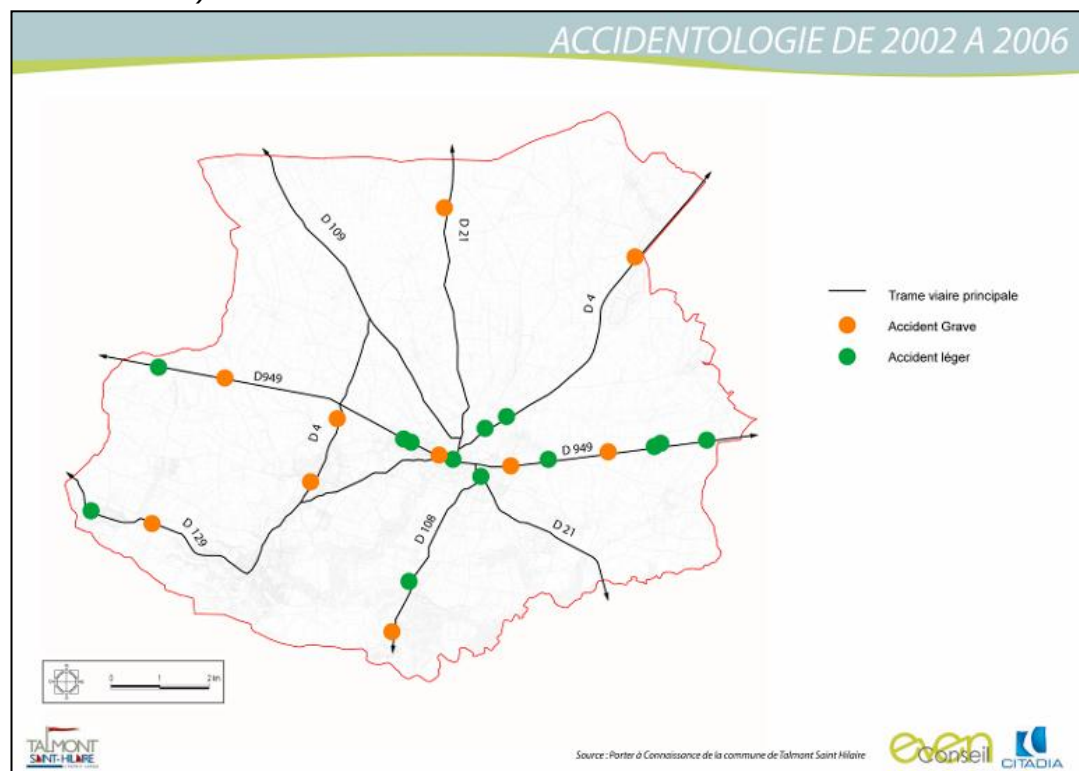 ACCIDENTOLOGIE DE 2002 A 2006
D 109
D 21
D 4
D949
D 4
D 949
D 129
D 108
D 21
Trame viaire principale
Accident Grave
Accident léger
0 1 2 km
TALMONT
SAINT-HILAIRE
Source : Porter à Connaissance de la commune de Talmont Saint Hilaire
even
Conseil
CITADIA